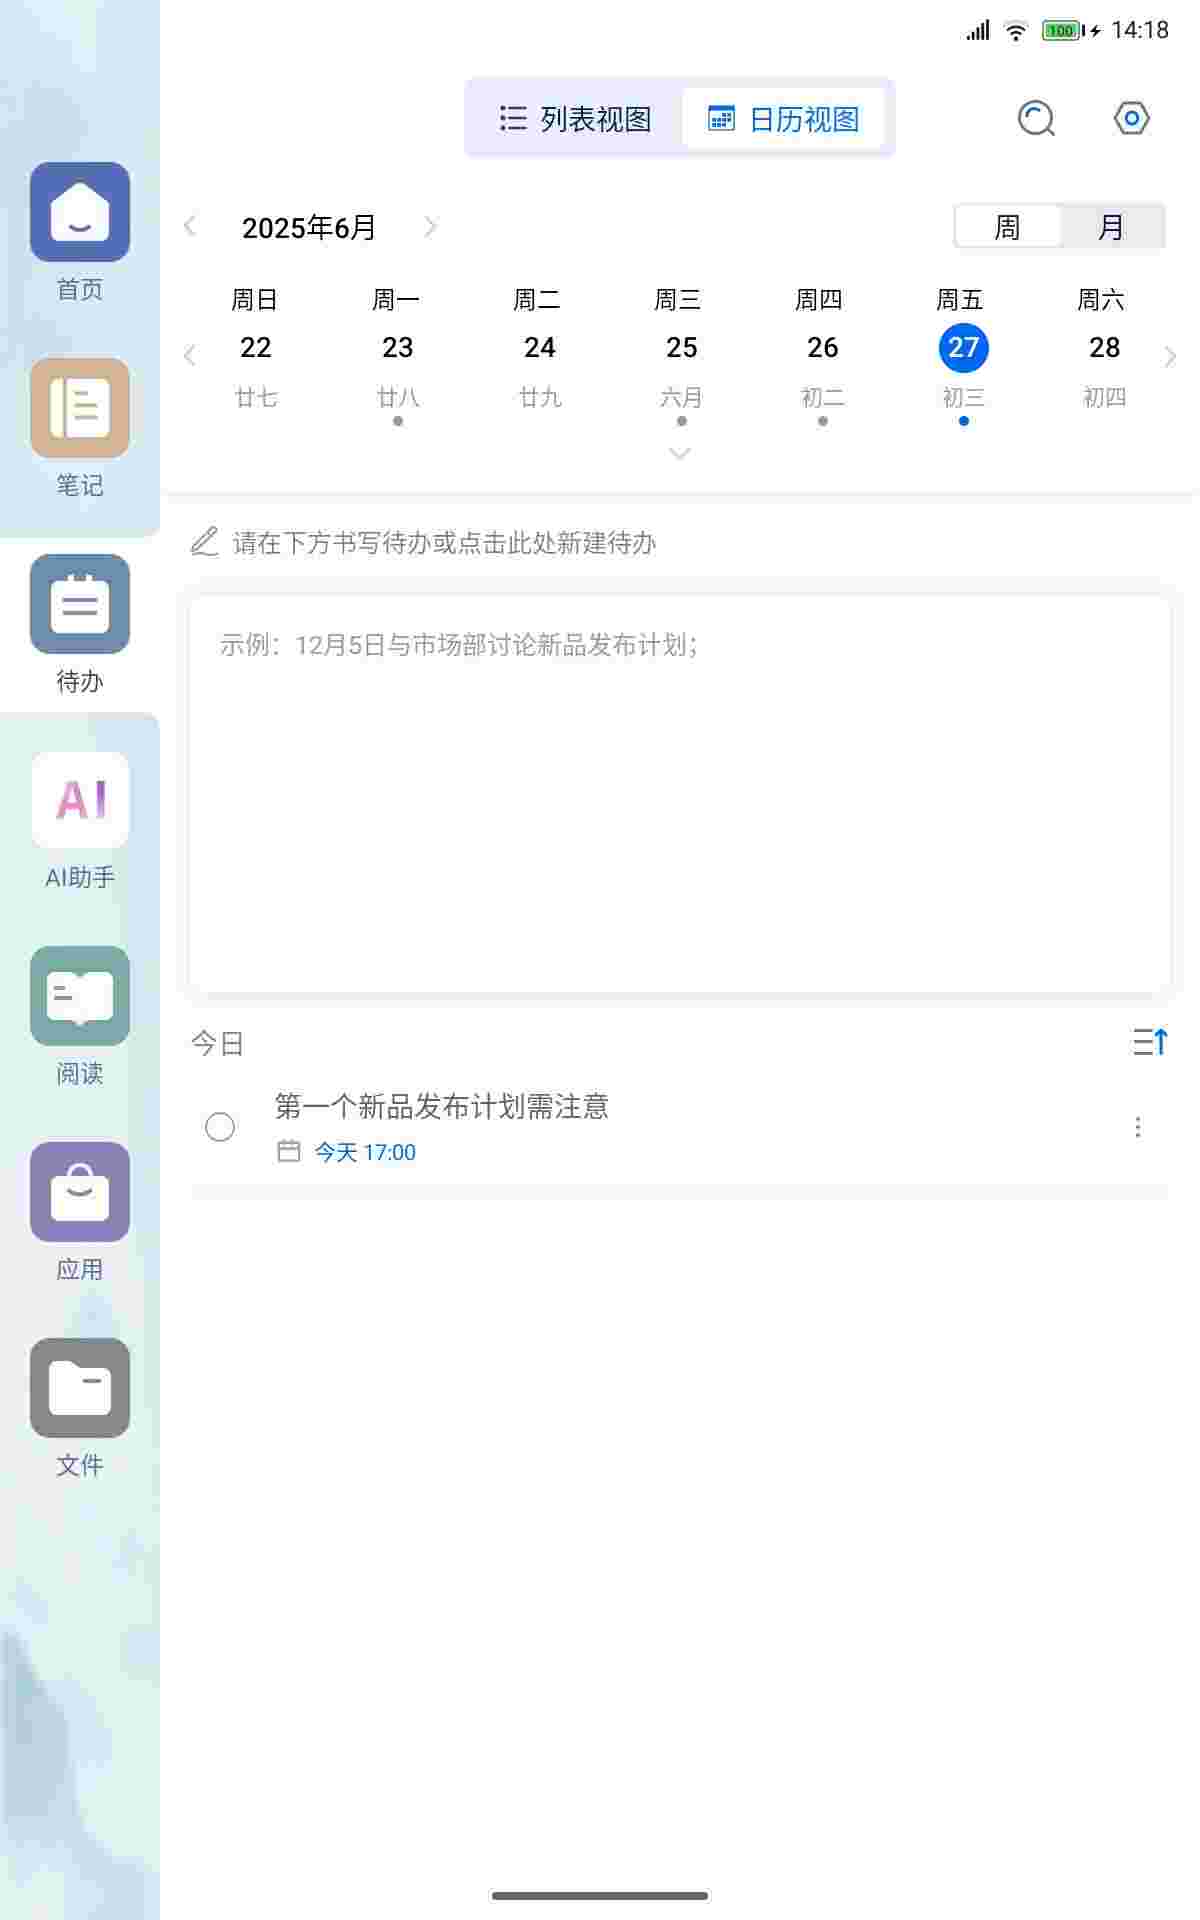 100 14:18
列表视图 日历视图
2025年6月 周 月
周日 周一 周二 周三 周四 周五 周六
22 23 24 25 26 27 28
廿七 廿八 廿九 六月 初二 初三 初四
请在下方书写待办或点击此处新建待办
示例：12月5日与市场部讨论新品发布计划；
今日
第一个新品发布计划需注意
今天 17:00
首页
笔记
待办
AI
AI助手
阅读
应用
文件